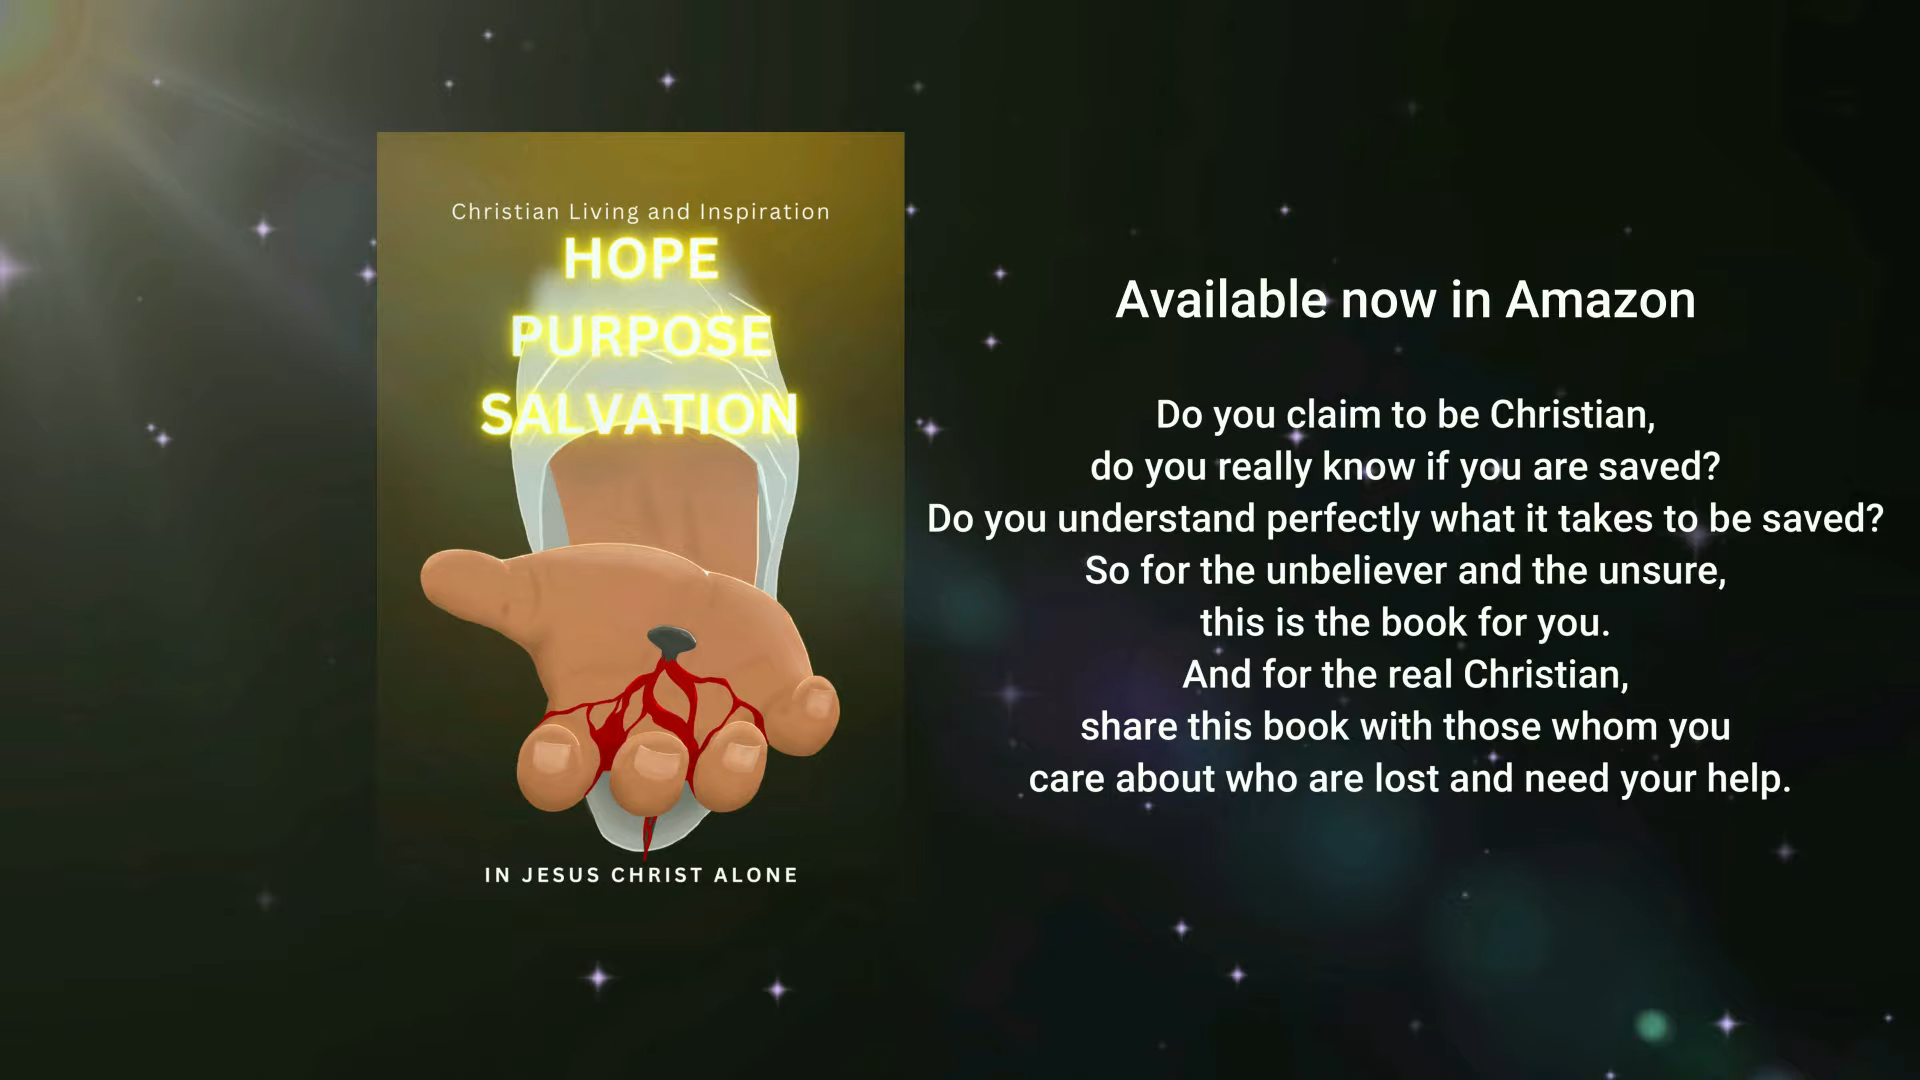 Christian Living and Inspiration
HOPE
PURPOSE
SALVATION
IN JESUS CHRIST ALONE
Available now in Amazon
Do you claim to be Christian,
do you really know if you are saved?
Do you understand perfectly what it takes to be saved?
So for the unbeliever and the unsure,
this is the book for you.
And for the real Christian,
share this book with those whom you
care about who are lost and need your help.